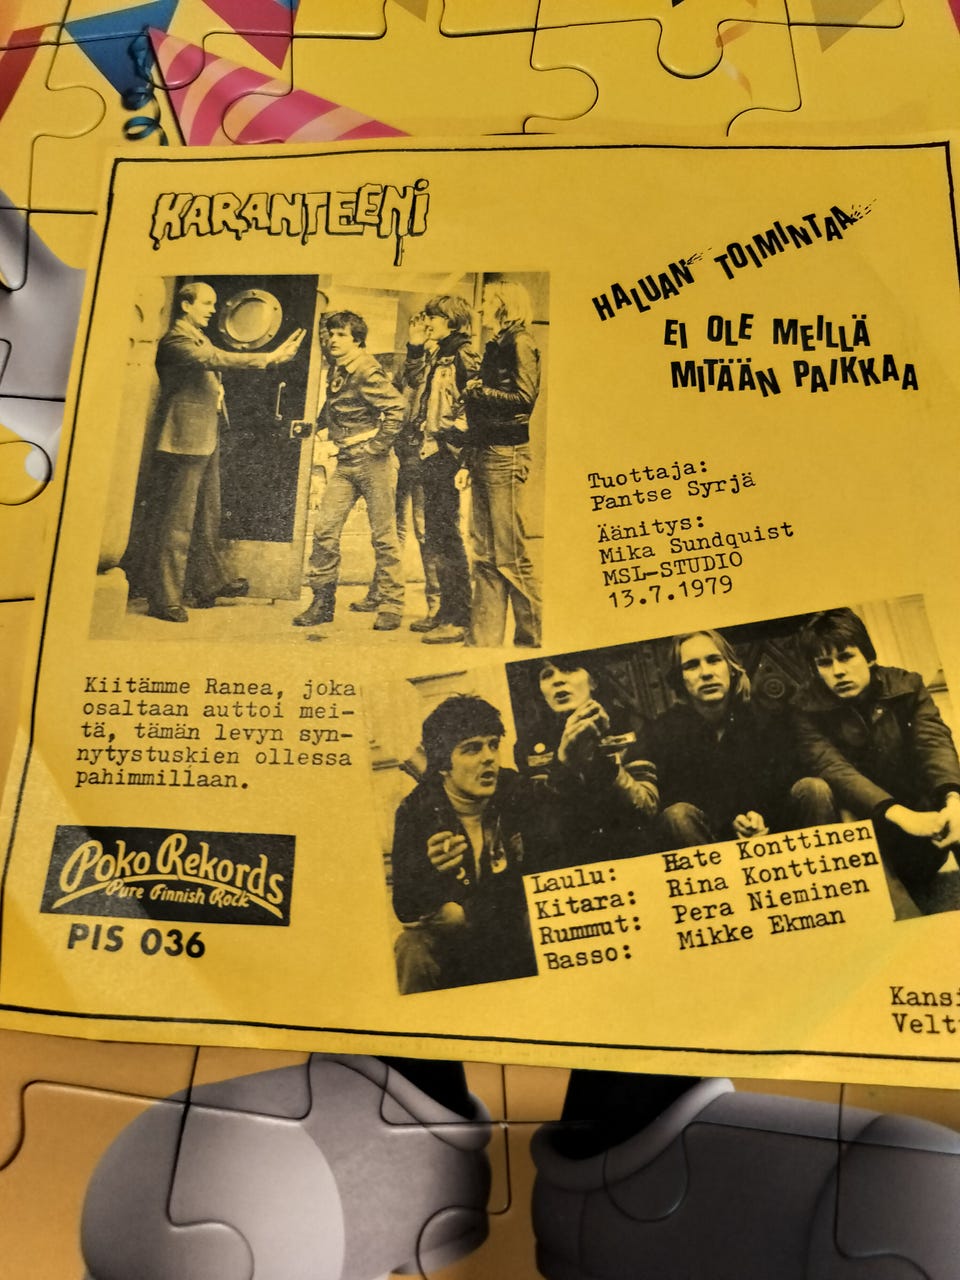 KARANTEENI
HALUAN TOIMINTAA
EI OLE MEILLÄ
MITÄÄN PAIKKAA
Tuottaja:
Pantse Syrjä
Äänitys:
Mika Sundquist
MSL-STUDIO
13.7.1979
Kiitämme Ranea, joka
osaltaan auttoi mei-
tä, tämän levyn syn-
nytystuskien ollessa
pahimmillaan.
Poko Rekords
Pure Finnish Rock
PIS 036
Laulu: Hate Konttinen
Kitara: Rina Konttinen
Rummut: Pera Nieminen
Basso: Mikke Ekman